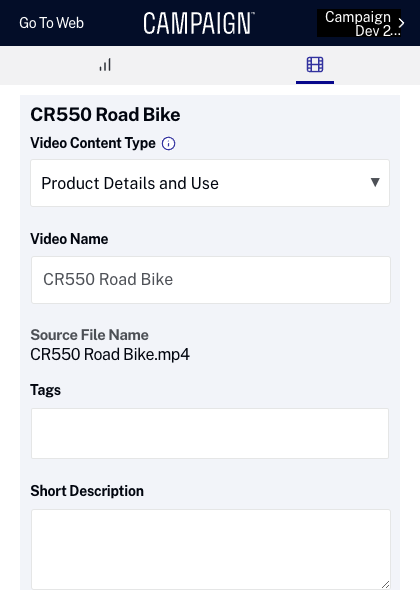 Go To Web
CAMPAIGN™
Campaign
Dev 2...
CR550 Road Bike
Video Content Type
Product Details and Use
Video Name
CR550 Road Bike
Source File Name
CR550 Road Bike.mp4
Tags
Short Description